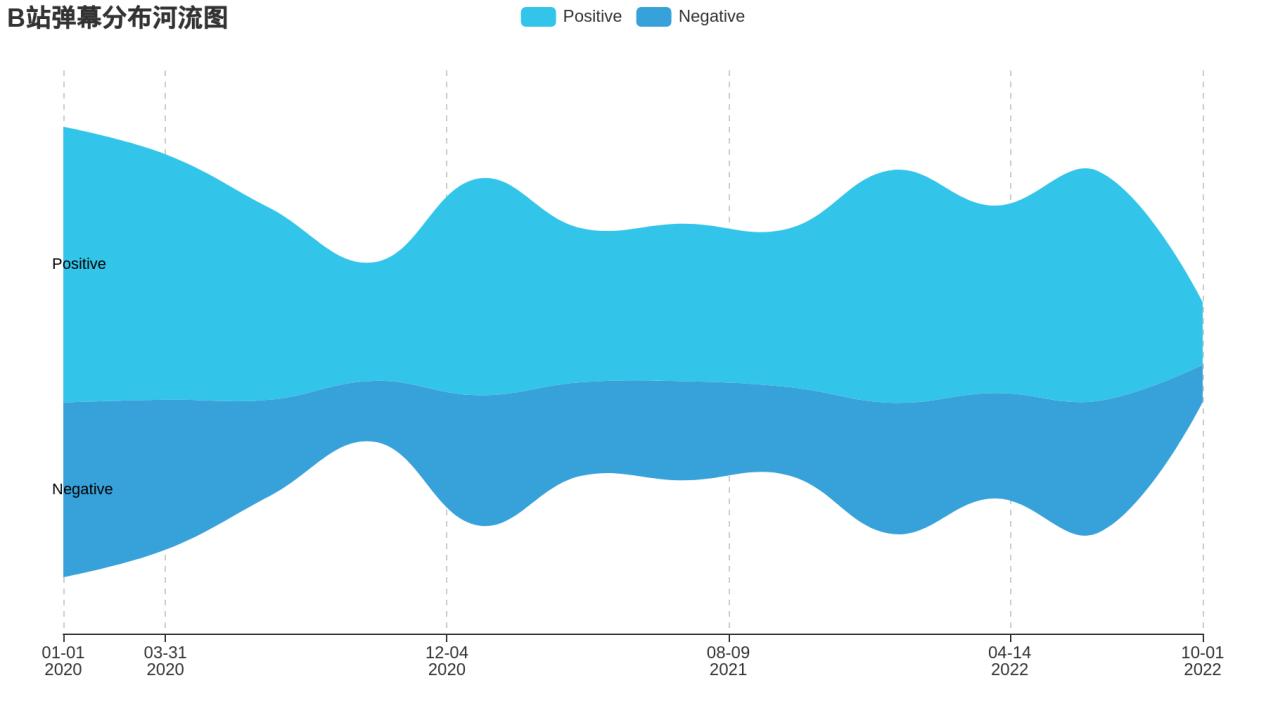 B站弹幕分布河流图
Positive
Negative
Positive
Negative
01-01
2020
03-31
2020
12-04
2020
08-09
2021
04-14
2022
10-01
2022